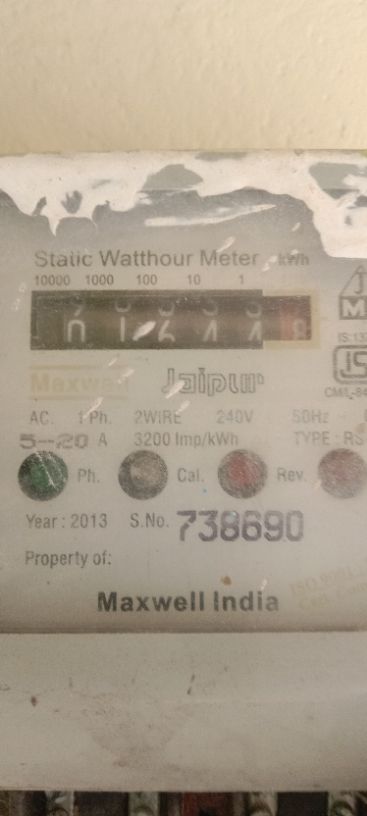 Static Watthour Meter kWh
10000 1000 100 10 1
Maxwell Jaipur
AC. 1 Ph. 2WIRE 240V 50Hz
5--20 A 3200 Imp/kWh TYPE : RS
Ph. Cal. Rev.
Year : 2013 S.No. 738690
Property of:
Maxwell India